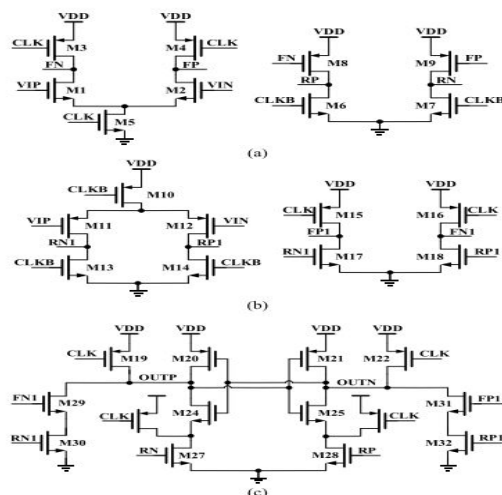 VDD VDD
CLK M3 M4 CLK
FN FP
VIP M1 M2 VIN
CLK M5
VDD VDD
FN M8 M9 FP
RP RN
CLKB M6 M7 CLKB
(a)
VDD
CLKB M10
VIP M11 M12 VIN
RN1 RP1
CLKB M13 M14 CLKB
VDD VDD
CLK M15 M16 CLK
FP1 FN1
RN1 M17 M18 RP1
(b)
VDD VDD VDD VDD
CLK M19 M20 M21 M22 CLK
OUTP OUTN
FN1 M29 M24 M25 M31 FP1
CLK CLK
RN1 M30 RN M27 M28 RP M32 RP1
(c)